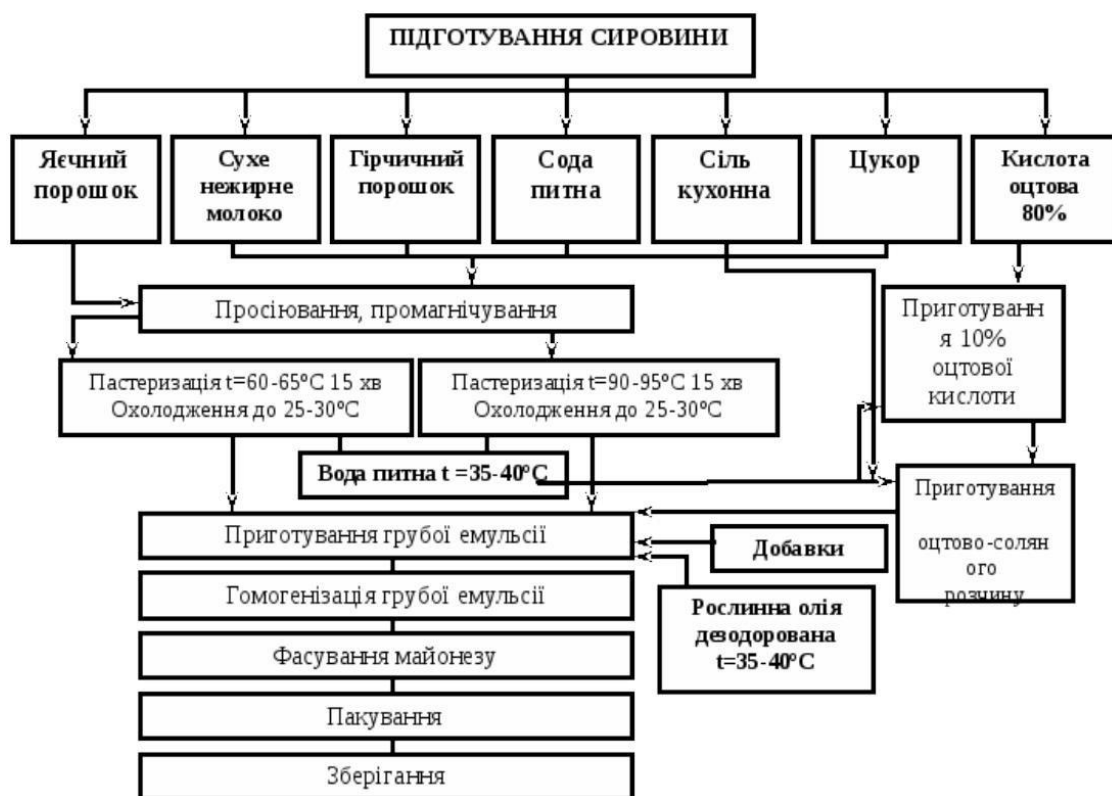 ПІДГОТУВАННЯ СИРОВИНИ
Яєчний
порошок
Сухе
нежирне
молоко
Гірчичний
порошок
Сода
питна
Сіль
кухонна
Цукор
Кислота
оцтова
80%
Просіювання, промагнічування
Приготуванн
я 10%
оцтової
кислоти
Пастеризація t=60-65°C 15 хв
Охолодження до 25-30°C
Пастеризація t=90-95°C 15 хв
Охолодження до 25-30°C
Вода питна t =35-40°C
Приготування
оцтово-солян
ого
розчину
Приготування грубої емульсії
Добавки
Гомогенізація грубої емульсії
Рослинна олія
дезодорована
t=35-40°C
Фасування майонезу
Пакування
Зберігання